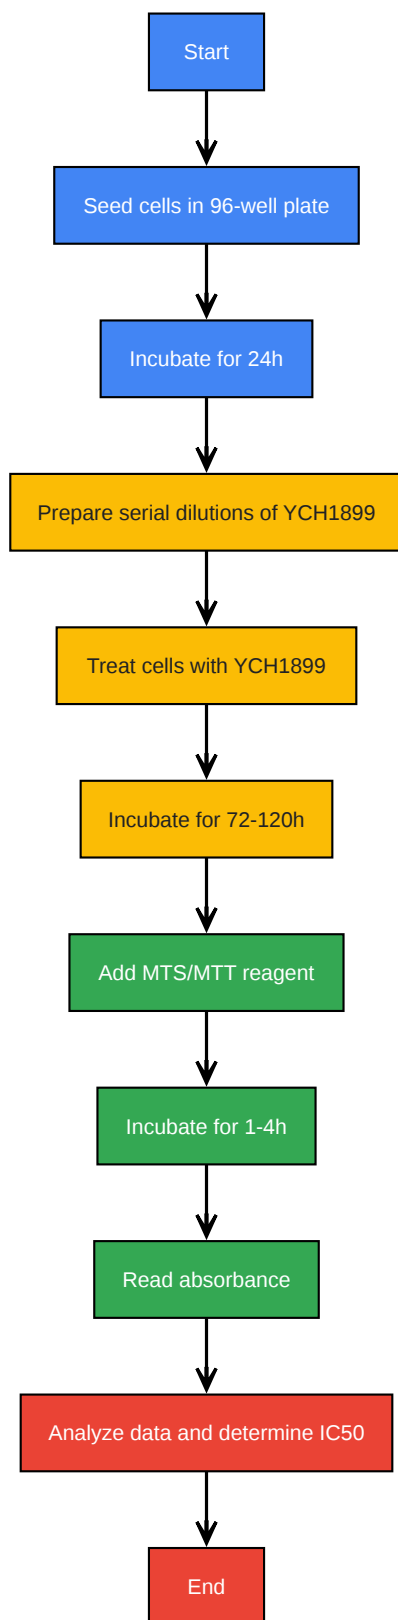 Start
Seed cells in 96-well plate
Incubate for 24h
Prepare serial dilutions of YCH1899
Treat cells with YCH1899
Incubate for 72-120h
Add MTS/MTT reagent
Incubate for 1-4h
Read absorbance
Analyze data and determine IC50
End